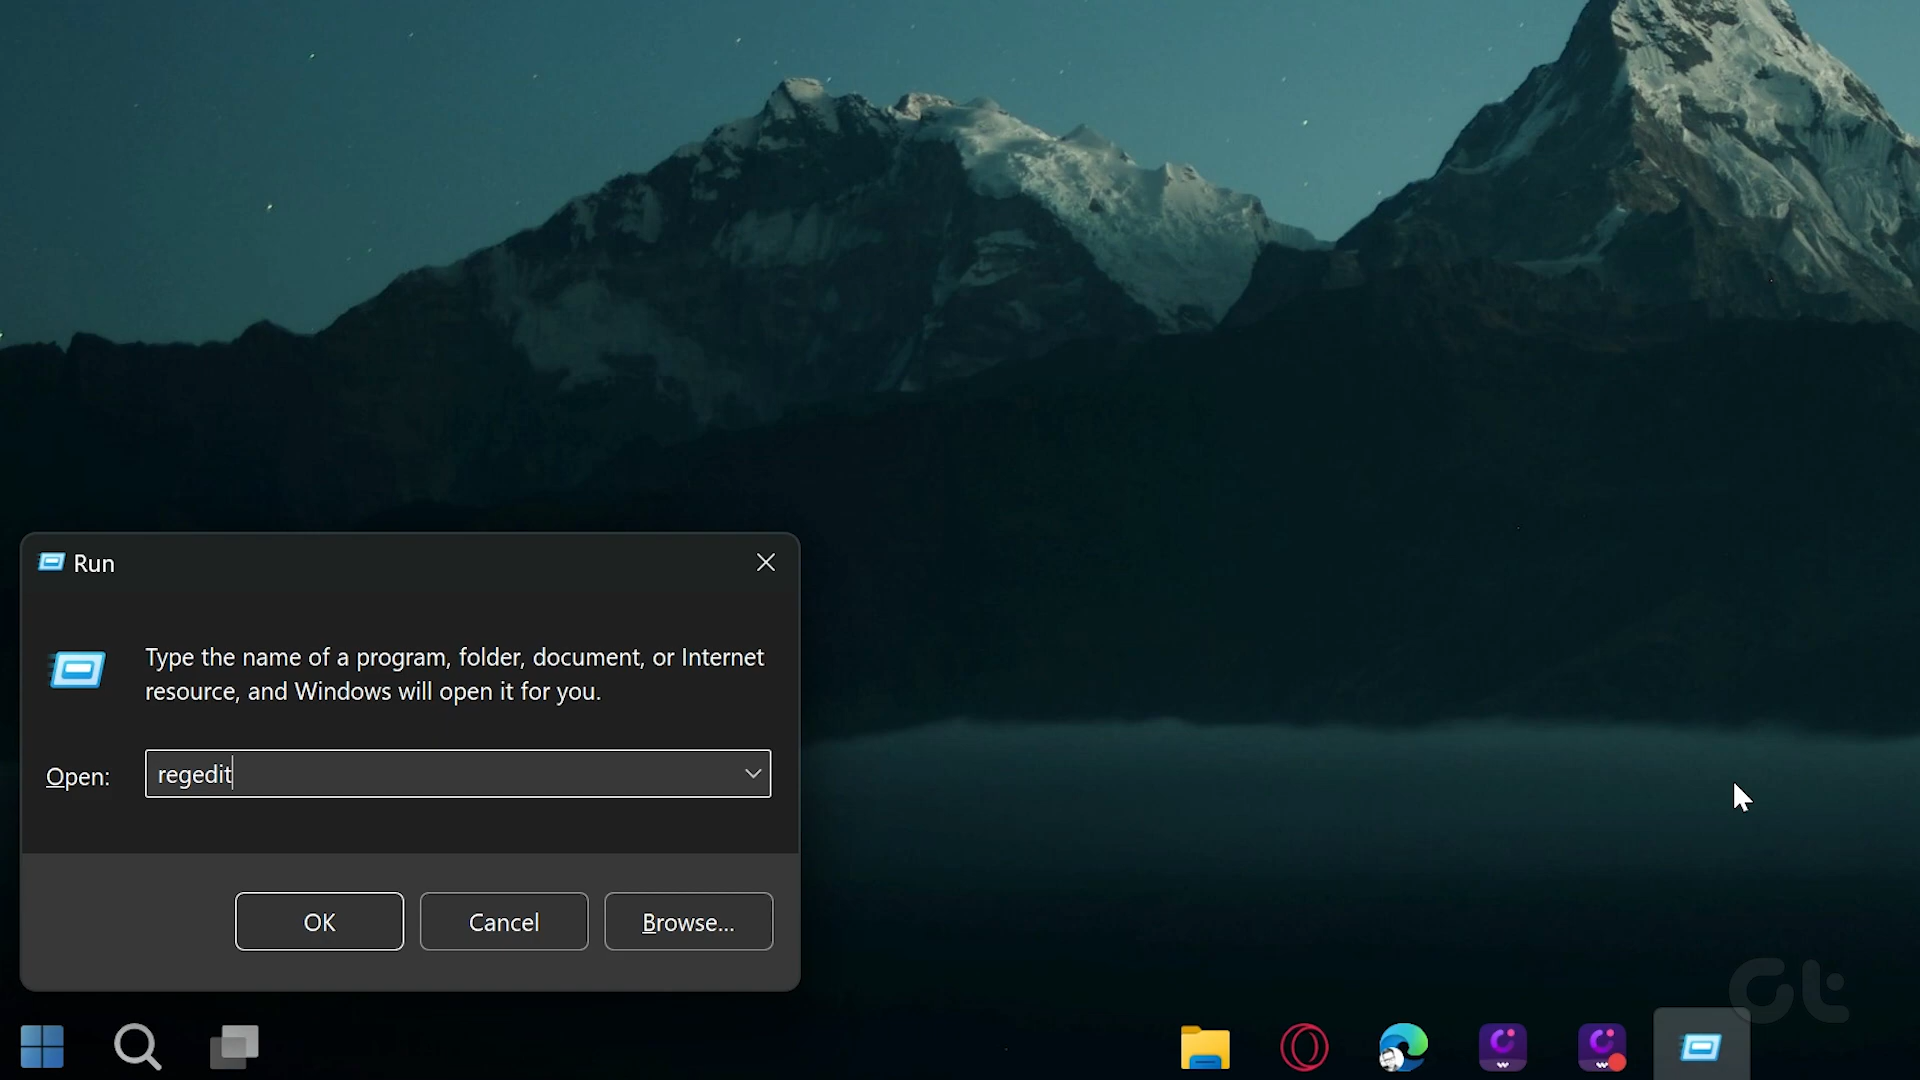 Run
Type the name of a program, folder, document, or Internet
resource, and Windows will open it for you.
Open:
regedit
OK
Cancel
Browse...
Gt